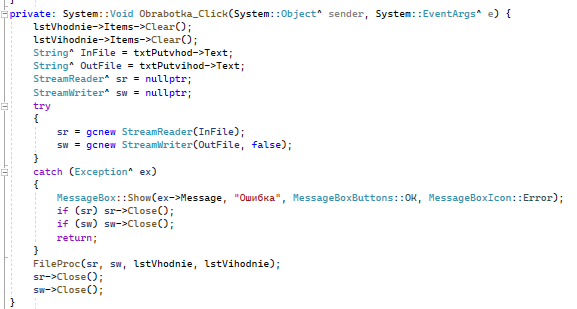 private: System::Void Obrabotka_Click(System::Object^ sender, System::EventArgs^ e) {
lstVhodnie->Items->Clear();
lstVihodnie->Items->Clear();
String^ InFile = txtPutvhod->Text;
String^ OutFile = txtPutvihod->Text;
StreamReader^ sr = nullptr;
StreamWriter^ sw = nullptr;
try
{
sr = gcnew StreamReader(InFile);
sw = gcnew StreamWriter(OutFile, false);
}
catch (Exception^ ex)
{
MessageBox::Show(ex->Message, "Ошибка", MessageBoxButtons::OK, MessageBoxIcon::Error);
if (sr) sr->Close();
if (sw) sw->Close();
return;
}
FileProc(sr, sw, lstVhodnie, lstVihodnie);
sr->Close();
sw->Close();
}